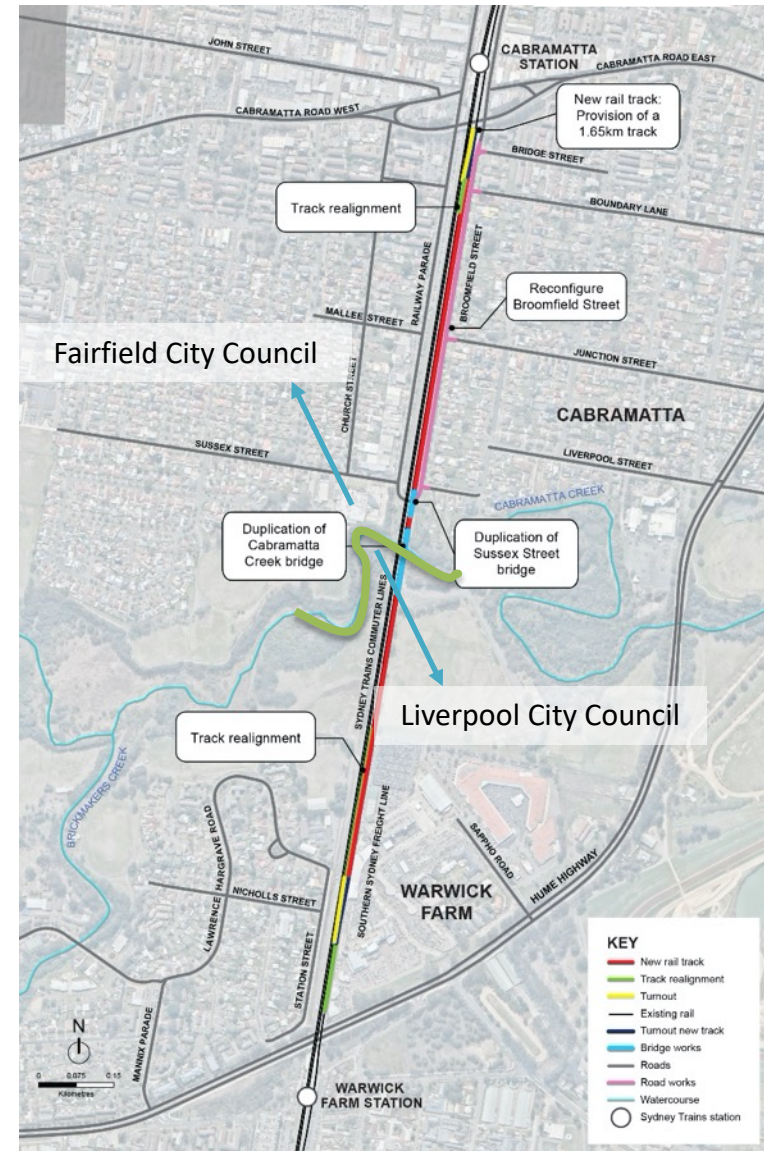 JOHN STREET
CABRAMATTA
STATION
CABRAMATTA ROAD EAST
CABRAMATTA ROAD WEST
New rail track:
Provision of a
1.65km track
BRIDGE STREET
BOUNDARY LANE
Track realignment
RAILWAY PARADE
BROOMFIELD STREET
Reconfigure
Broomfield Street
MALLEE STREET
Fairfield City Council
CHURCH STREET
JUNCTION STREET
CABRAMATTA
SUSSEX STREET
LIVERPOOL STREET
CABRAMATTA CREEK
Duplication of
Cabramatta
Creek bridge
Duplication of
Sussex Street
bridge
SYDNEY TRAINS COMMUTER LINES
Liverpool City Council
Track realignment
BRICKMAKERS CREEK
LAWRENCE HARGRAVE ROAD
SOUTHERN SYDNEY FREIGHT LINE
SAPPHO ROAD
HUME HIGHWAY
NICHOLLS STREET
WARWICK
FARM
STATION STREET
MANNIX PARADE
N
0 0.075 0.15
Kilometres
WARWICK
FARM STATION
KEY
New rail track
Track realignment
Turnout
Existing rail
Turnout new track
Bridge works
Roads
Road works
Watercourse
Sydney Trains station